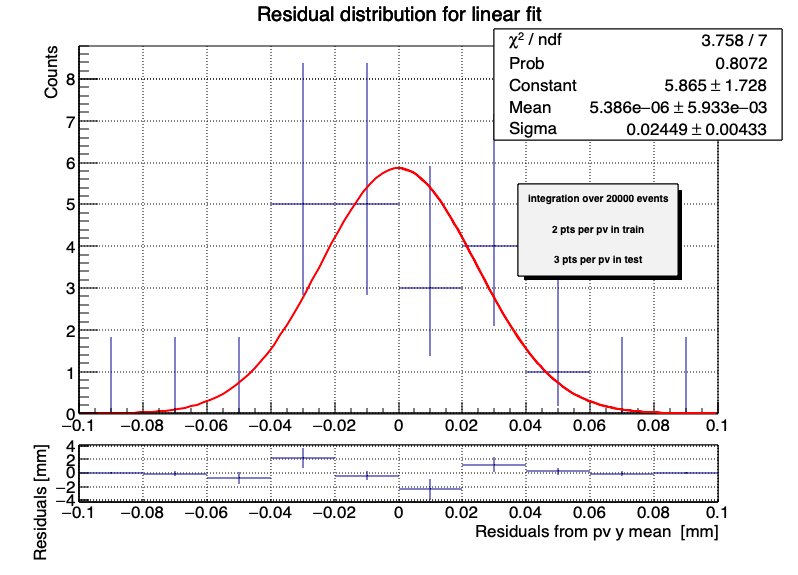 Residual distribution for linear fit
Counts
χ² / ndf 3.758 / 7
Prob 0.8072
Constant 5.865 ± 1.728
Mean 5.386e−06 ± 5.933e−03
Sigma 0.02449 ± 0.00433
integration over 20000 events
2 pts per pv in train
3 pts per pv in test
8
7
6
5
4
3
2
1
0
−0.1 −0.08 −0.06 −0.04 −0.02 0 0.02 0.04 0.06 0.08 0.1
Residuals [mm]
4
2
0
−2
−4
−0.1 −0.08 −0.06 −0.04 −0.02 0 0.02 0.04 0.06 0.08 0.1
Residuals from pv y mean [mm]